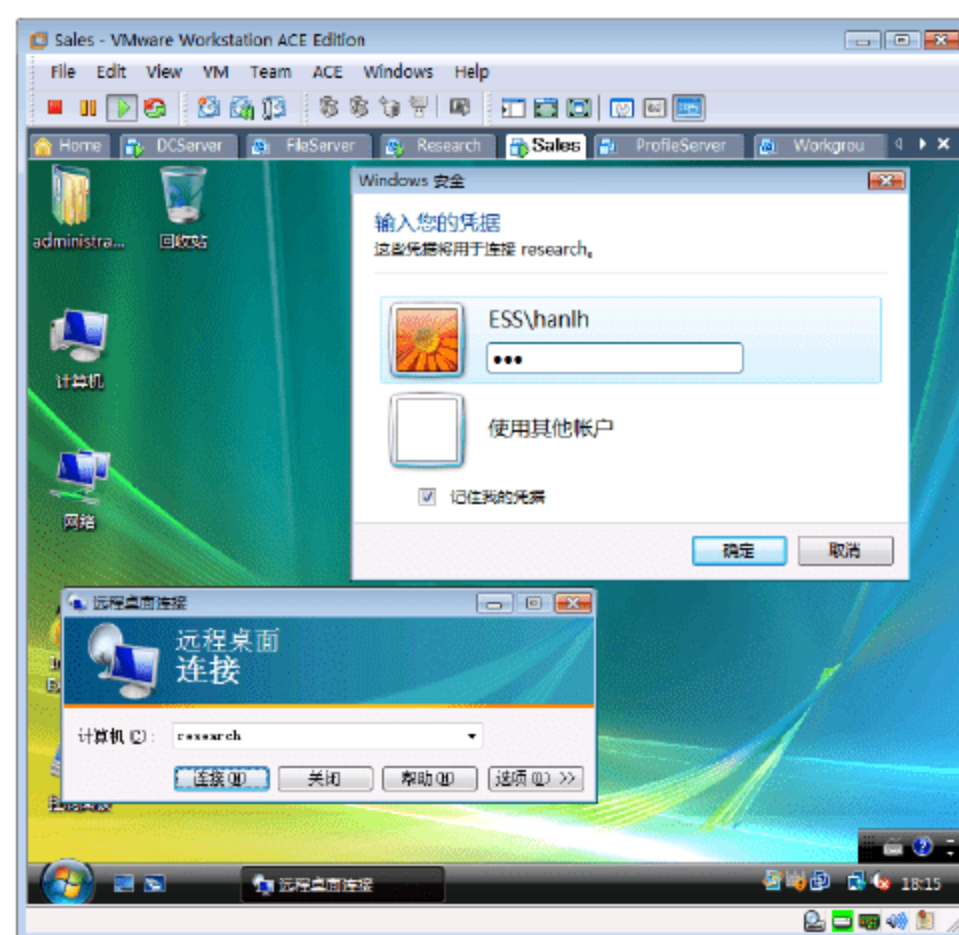 Sales - VMware Workstation ACE Edition
File Edit View VM Team ACE Windows Help
Home DCServer FileServer Research Sales ProfileServer Workgrou
administra...
回收站
计算机
网络
Windows 安全
输入您的凭据
这些凭据将用于连接 research。
ESS\hanlh
●●●
使用其他帐户
记住我的凭据
确定 取消
远程桌面连接
远程桌面
连接
计算机(C): research
连接(N) 关闭 帮助(H) 选项(O) >>
远程桌面连接
18:15